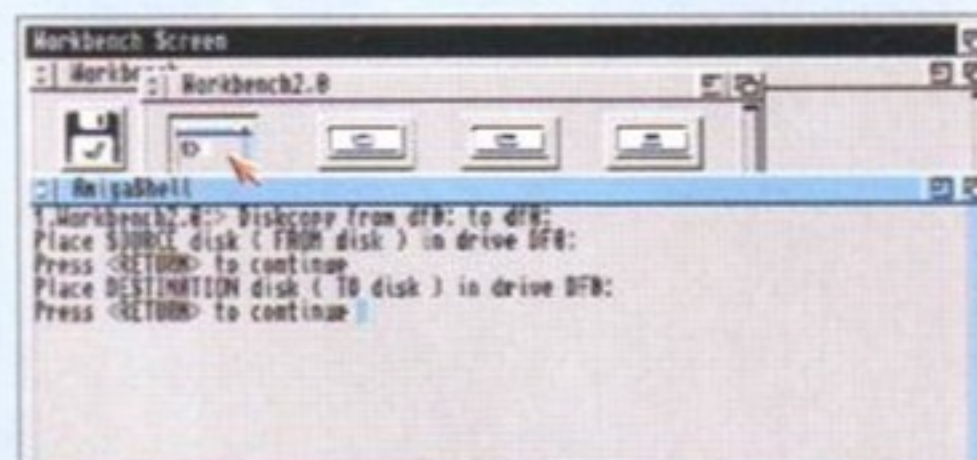 Workbench Screen
Workbench
Workbench2.0
AmigaShell
1.Workbench2.0:> Diskcopy from df0: to df0:
Place SOURCE disk ( FROM disk ) in drive DF0:
Press <RETURN> to continue
Place DESTINATION disk ( TO disk ) in drive DF0:
Press <RETURN> to continue